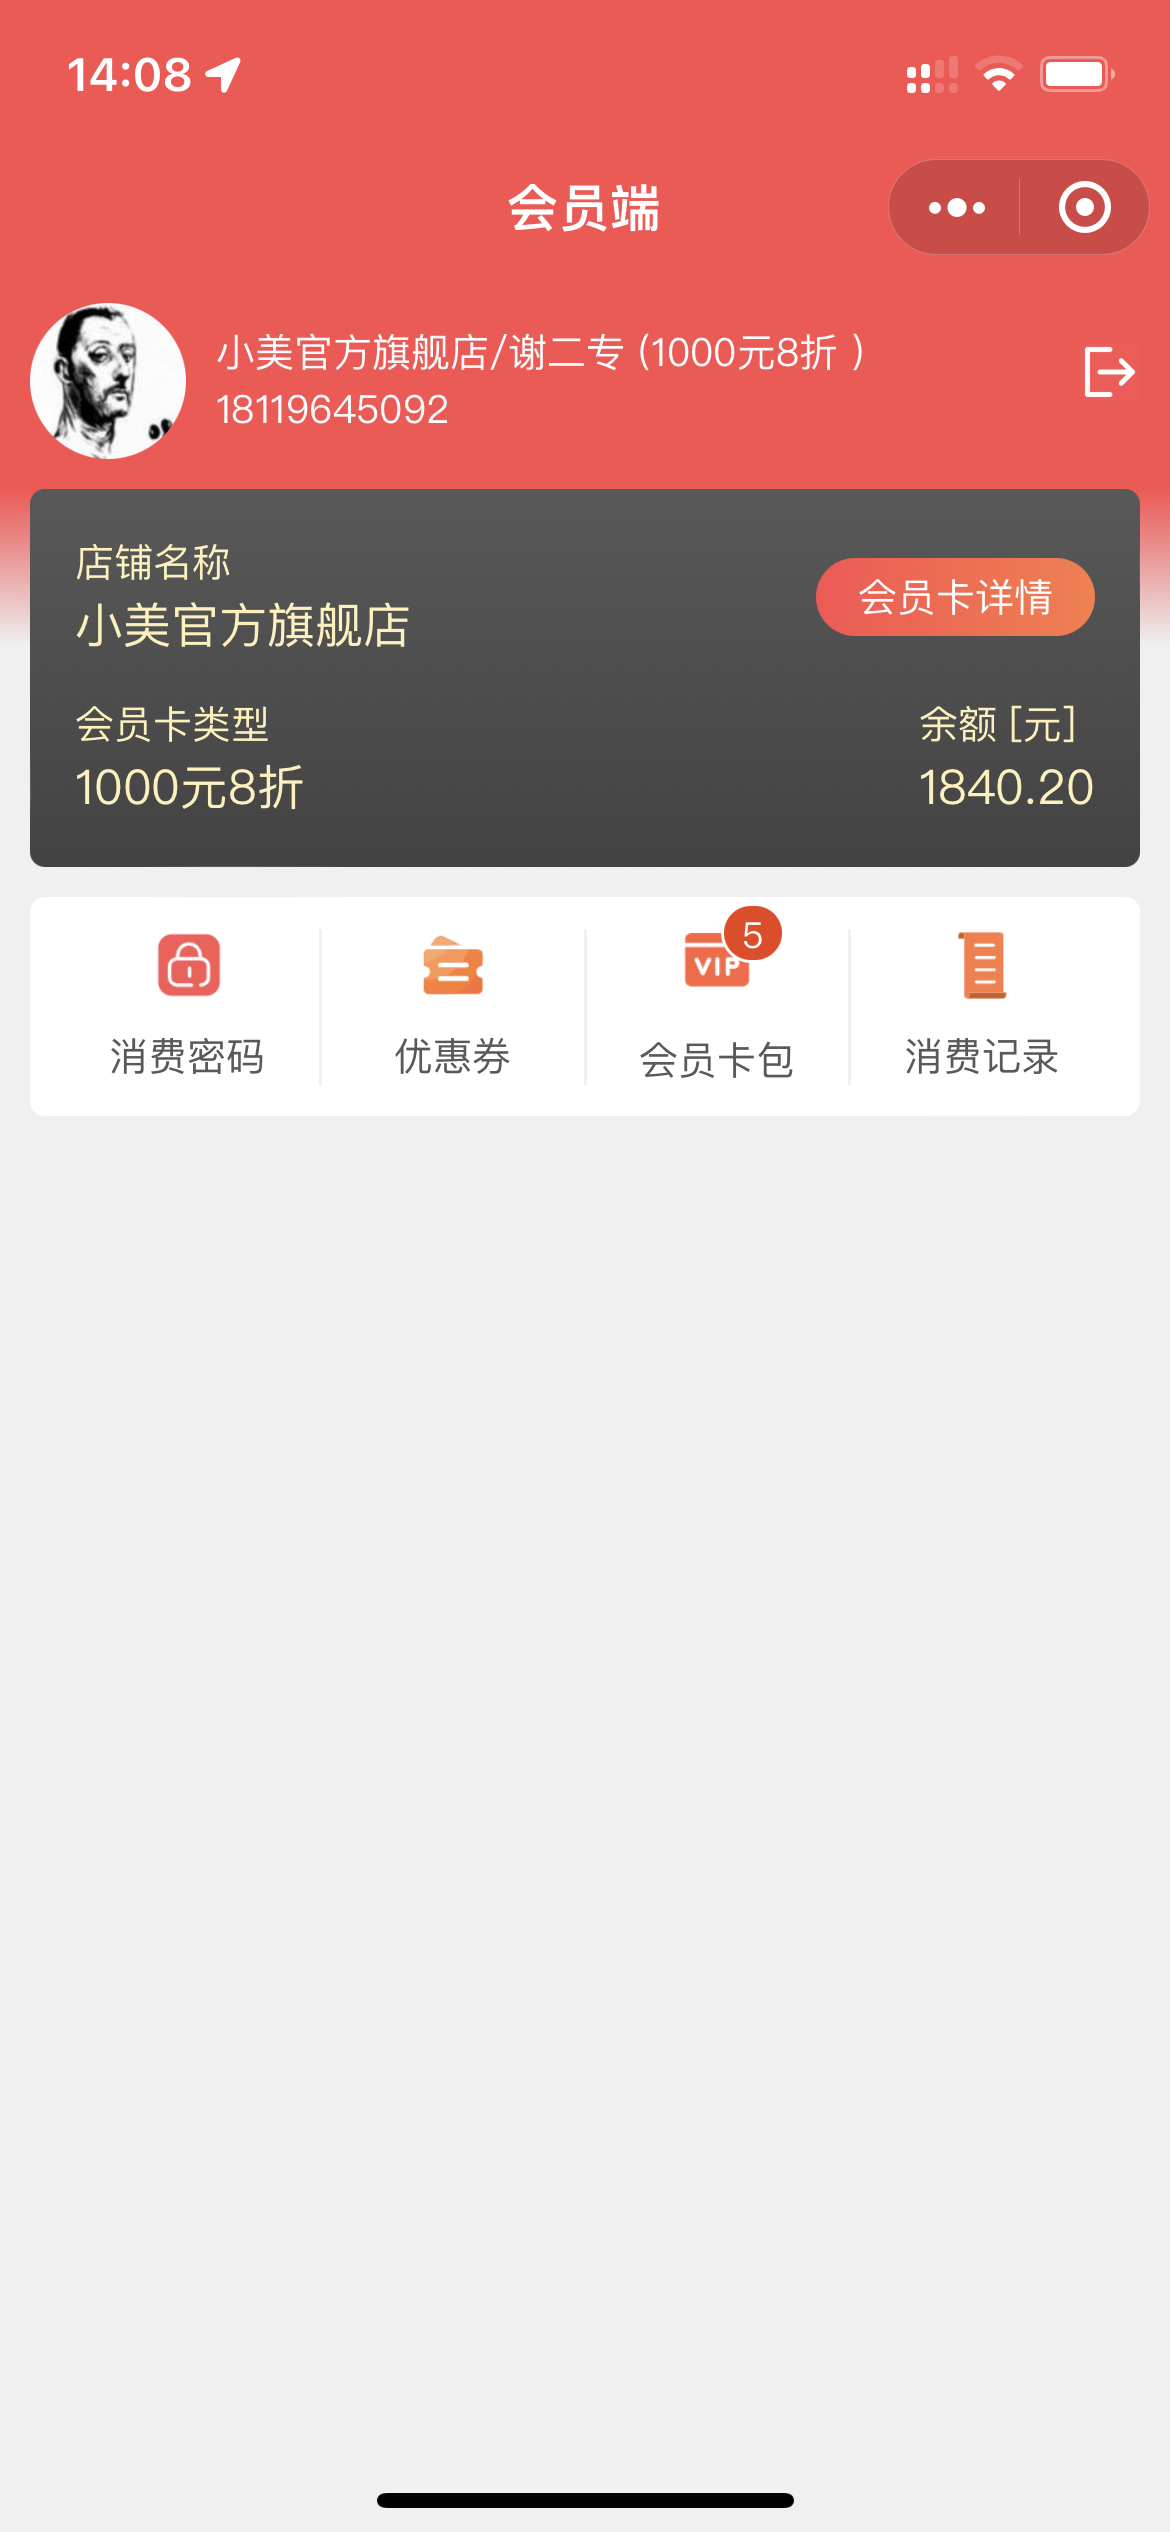 14:08
会员端
小美官方旗舰店/谢二专 (1000元8折 )
18119645092
店铺名称
小美官方旗舰店
会员卡详情
会员卡类型
余额 [元]
1000元8折
1840.20
5
VIP
消费密码
优惠券
会员卡包
消费记录